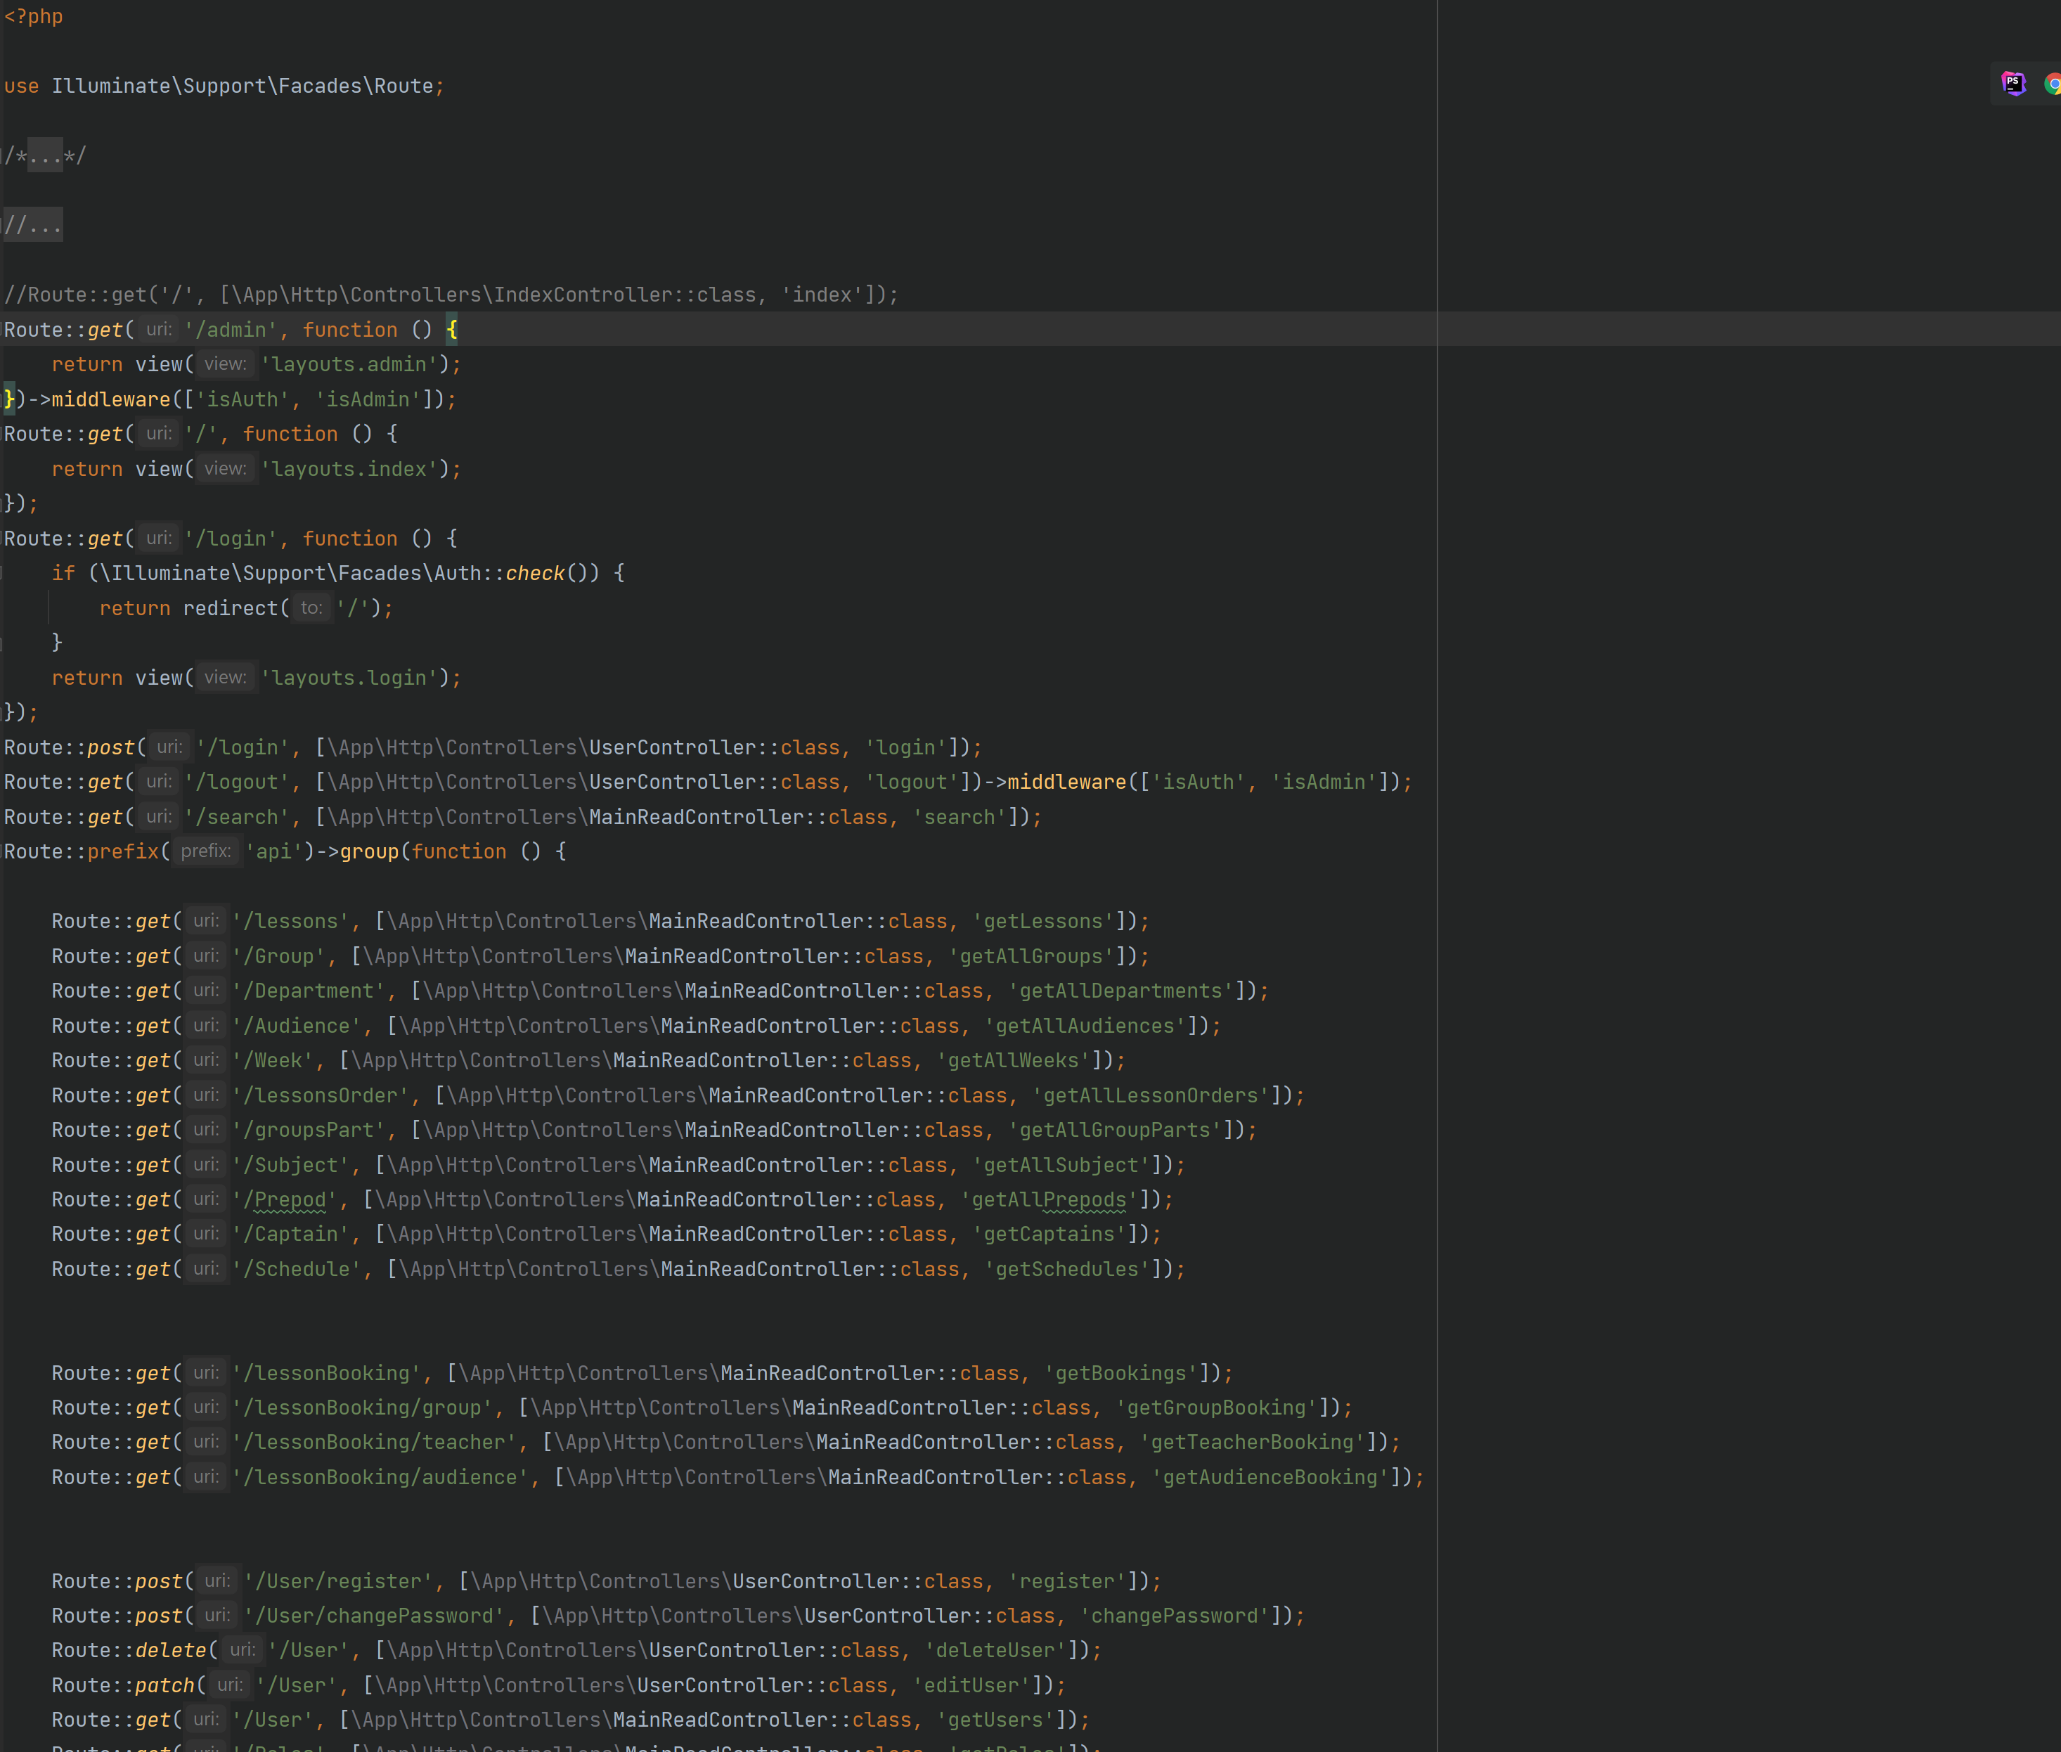 <?php
use Illuminate\Support\Facades\Route;
PS
/*...*/
//...
//Route::get('/', [\App\Http\Controllers\IndexController::class, 'index']);
Route::get( uri: '/admin', function () {
    return view( view: 'layouts.admin');
})->middleware(['isAuth', 'isAdmin']);
Route::get( uri: '/', function () {
    return view( view: 'layouts.index');
});
Route::get( uri: '/login', function () {
    if (\Illuminate\Support\Facades\Auth::check()) {
        return redirect( to: '/');
    }
    return view( view: 'layouts.login');
});
Route::post( uri: '/login', [\App\Http\Controllers\UserController::class, 'login']);
Route::get( uri: '/logout', [\App\Http\Controllers\UserController::class, 'logout'])->middleware(['isAuth', 'isAdmin']);
Route::get( uri: '/search', [\App\Http\Controllers\MainReadController::class, 'search']);
Route::prefix( prefix: 'api')->group(function () {
    Route::get( uri: '/lessons', [\App\Http\Controllers\MainReadController::class, 'getLessons']);
    Route::get( uri: '/Group', [\App\Http\Controllers\MainReadController::class, 'getAllGroups']);
    Route::get( uri: '/Department', [\App\Http\Controllers\MainReadController::class, 'getAllDepartments']);
    Route::get( uri: '/Audience', [\App\Http\Controllers\MainReadController::class, 'getAllAudiences']);
    Route::get( uri: '/Week', [\App\Http\Controllers\MainReadController::class, 'getAllWeeks']);
    Route::get( uri: '/lessonsOrder', [\App\Http\Controllers\MainReadController::class, 'getAllLessonOrders']);
    Route::get( uri: '/groupsPart', [\App\Http\Controllers\MainReadController::class, 'getAllGroupParts']);
    Route::get( uri: '/Subject', [\App\Http\Controllers\MainReadController::class, 'getAllSubject']);
    Route::get( uri: '/Prepod', [\App\Http\Controllers\MainReadController::class, 'getAllPrepods']);
    Route::get( uri: '/Captain', [\App\Http\Controllers\MainReadController::class, 'getCaptains']);
    Route::get( uri: '/Schedule', [\App\Http\Controllers\MainReadController::class, 'getSchedules']);
    Route::get( uri: '/lessonBooking', [\App\Http\Controllers\MainReadController::class, 'getBookings']);
    Route::get( uri: '/lessonBooking/group', [\App\Http\Controllers\MainReadController::class, 'getGroupBooking']);
    Route::get( uri: '/lessonBooking/teacher', [\App\Http\Controllers\MainReadController::class, 'getTeacherBooking']);
    Route::get( uri: '/lessonBooking/audience', [\App\Http\Controllers\MainReadController::class, 'getAudienceBooking']);
    Route::post( uri: '/User/register', [\App\Http\Controllers\UserController::class, 'register']);
    Route::post( uri: '/User/changePassword', [\App\Http\Controllers\UserController::class, 'changePassword']);
    Route::delete( uri: '/User', [\App\Http\Controllers\UserController::class, 'deleteUser']);
    Route::patch( uri: '/User', [\App\Http\Controllers\UserController::class, 'editUser']);
    Route::get( uri: '/User', [\App\Http\Controllers\MainReadController::class, 'getUsers']);